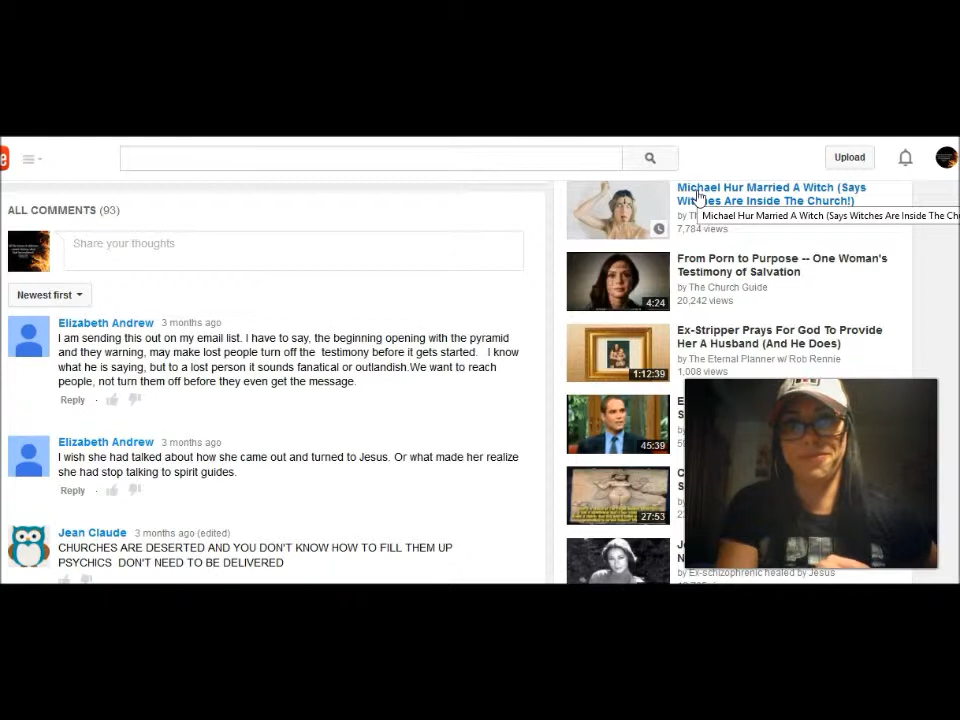 e
Upload
ALL COMMENTS (93)
Share your thoughts
Newest first
Elizabeth Andrew 3 months ago
I am sending this out on my email list. I have to say, the beginning opening with the pyramid
and they warning, may make lost people turn off the testimony before it gets started. I know
what he is saying, but to a lost person it sounds fanatical or outlandish.We want to reach
people, not turn them off before they even get the message.
Reply
Elizabeth Andrew 3 months ago
I wish she had talked about how she came out and turned to Jesus. Or what made her realize
she had stop talking to spirit guides.
Reply
Jean Claude 3 months ago (edited)
CHURCHES ARE DESERTED AND YOU DON'T KNOW HOW TO FILL THEM UP
PSYCHICS DON'T NEED TO BE DELIVERED
Michael Hur Married A Witch (Says
Witches Are Inside The Church!)
by Th
Michael Hur Married A Witch (Says Witches Are Inside The Ch
7,784 views
From Porn to Purpose -- One Woman's
Testimony of Salvation
by The Church Guide
20,242 views
4:24
Ex-Stripper Prays For God To Provide
Her A Husband (And He Does)
by The Eternal Planner w/ Rob Rennie
1,008 views
1:12:39
45:39
27:53
by Ex-schizophrenic healed by Jesus